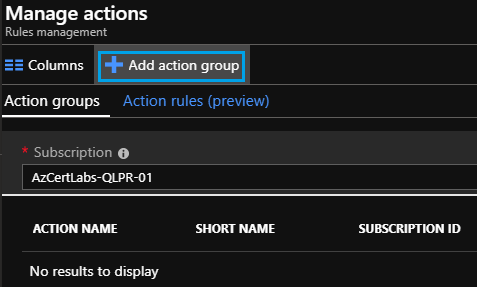 Manage actions
Rules management
Columns Add action group
Action groups Action rules (preview)
* Subscription
AzCertLabs-QLPR-01
ACTION NAME SHORT NAME SUBSCRIPTION ID
No results to display